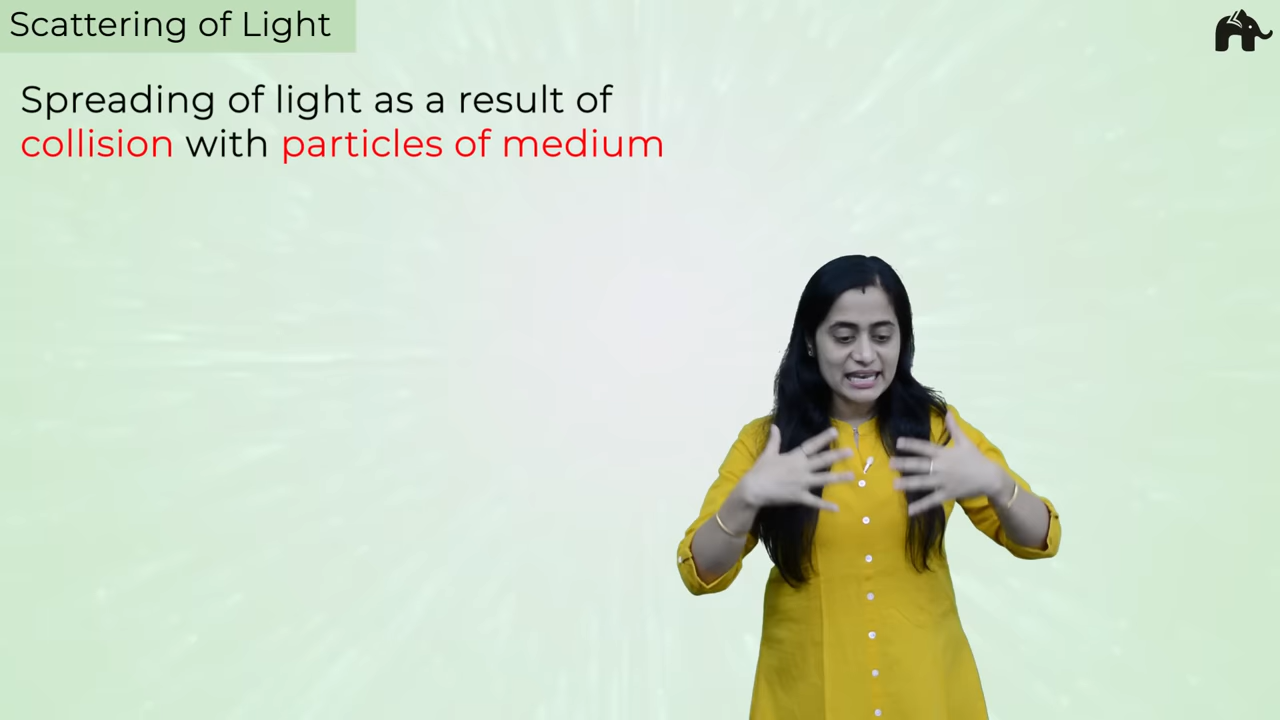 Scattering of Light
Spreading of light as a result of
collision with particles of medium